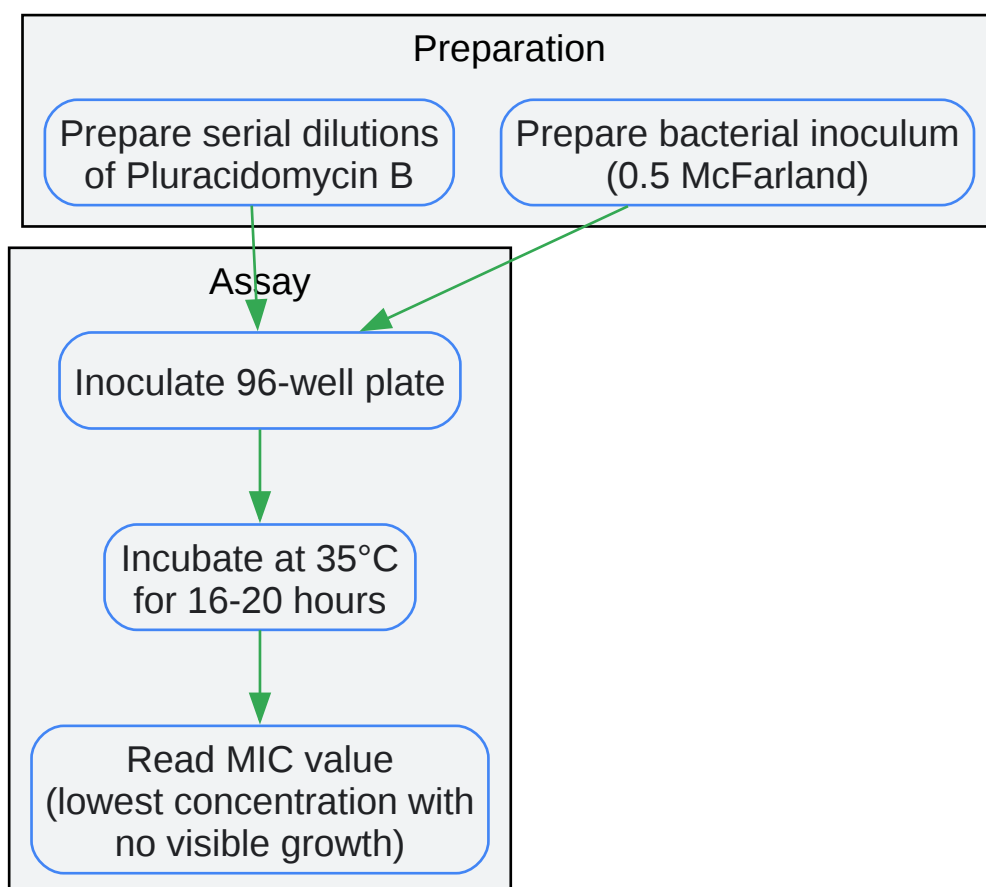 Preparation
Prepare serial dilutions
of Pluracidomycin B
Prepare bacterial inoculum
(0.5 McFarland)
Assay
Inoculate 96-well plate
Incubate at 35°C
for 16-20 hours
Read MIC value
(lowest concentration with
no visible growth)